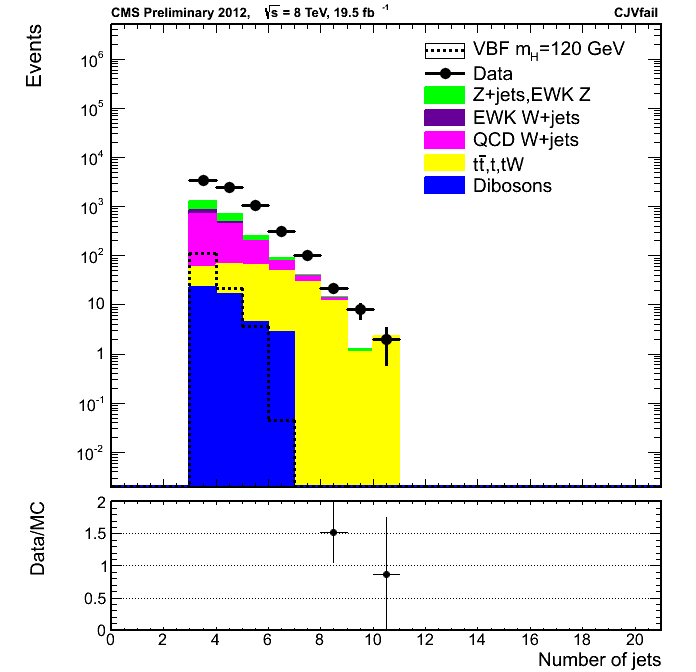 CMS Preliminary 2012, √s = 8 TeV, 19.5 fb⁻¹ CJVfail
Events
10⁶
10⁵
10⁴
10³
10²
10
1
10⁻¹
10⁻²
VBF m_H=120 GeV
Data
Z+jets,EWK Z
EWK W+jets
QCD W+jets
tt̄,t,tW
Dibosons
Data/MC
2
1.5
1
0.5
0
0 2 4 6 8 10 12 14 16 18 20
Number of jets